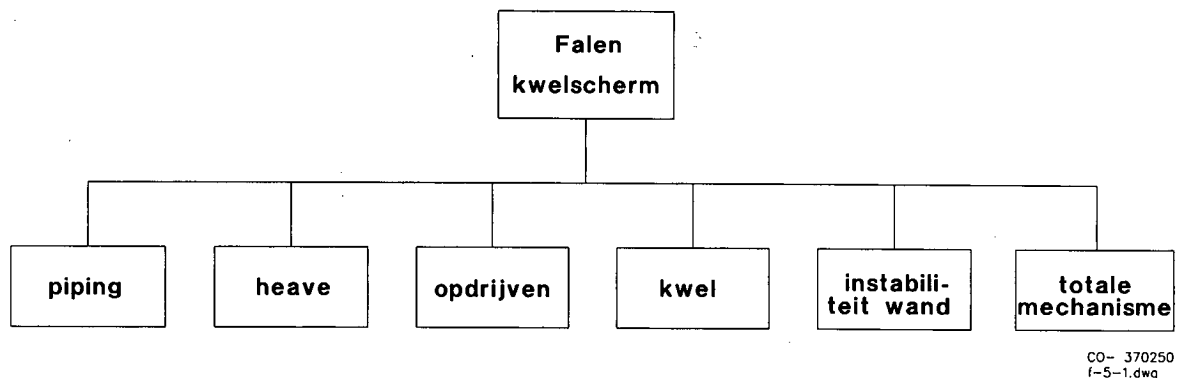 Falen
kwelscherm
piping
heave
opdrijven
kwel
instabili-
teit wand
totale
mechanisme
CO- 370250
f-5-1.dwg